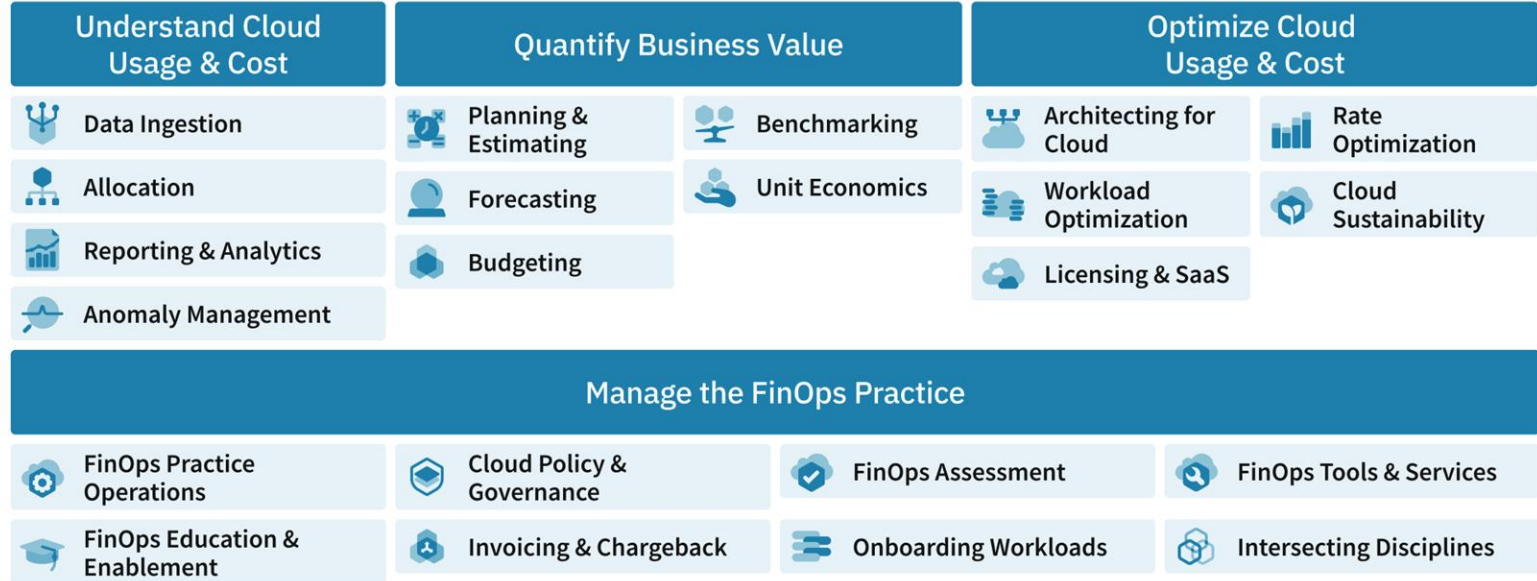 Understand Cloud
Usage & Cost
Data Ingestion
Allocation
Reporting & Analytics
Anomaly Management
Quantify Business Value
Planning &
Estimating
Forecasting
Budgeting
Benchmarking
Unit Economics
Optimize Cloud
Usage & Cost
Architecting for
Cloud
Workload
Optimization
Licensing & SaaS
Rate
Optimization
Cloud
Sustainability
Manage the FinOps Practice
FinOps Practice
Operations
Cloud Policy &
Governance
FinOps Assessment
FinOps Tools & Services
FinOps Education &
Enablement
Invoicing & Chargeback
Onboarding Workloads
Intersecting Disciplines